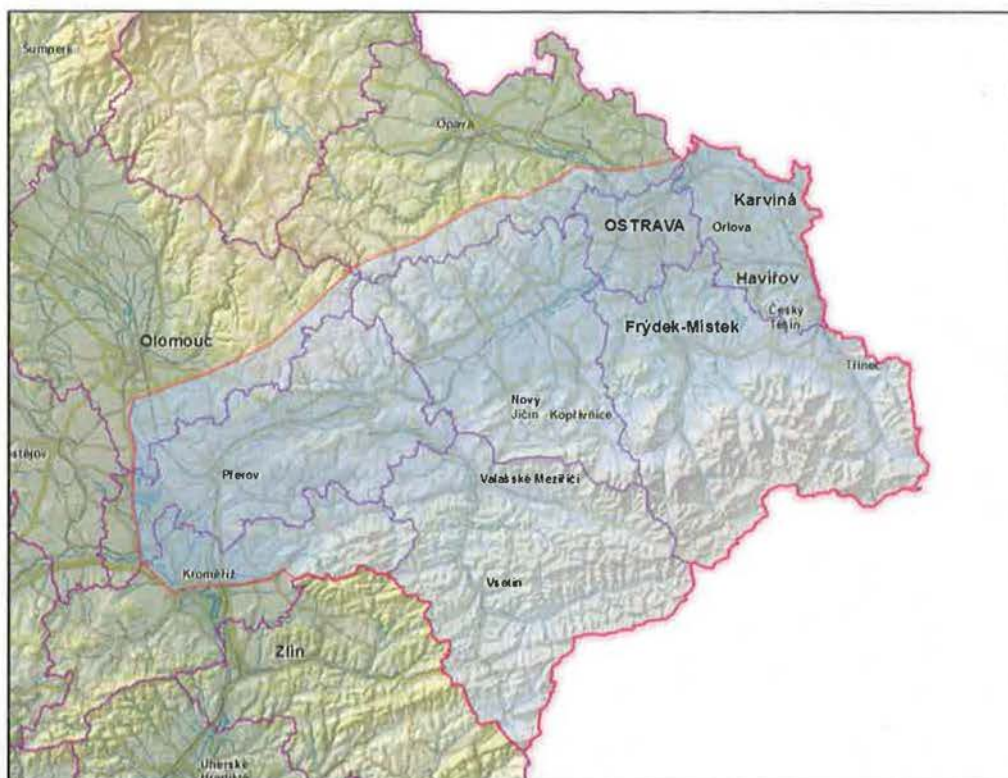 Šumperk
Opava
Karviná
OSTRAVA
Orlova
Havířov
Český
Těšín
Frýdek-Místek
Olomouc
Třinec
Nový
Jičín
Kopřivnice
Přerov
Valašské Meziříčí
Kroměříž
Vsetín
Zlín
Uherské